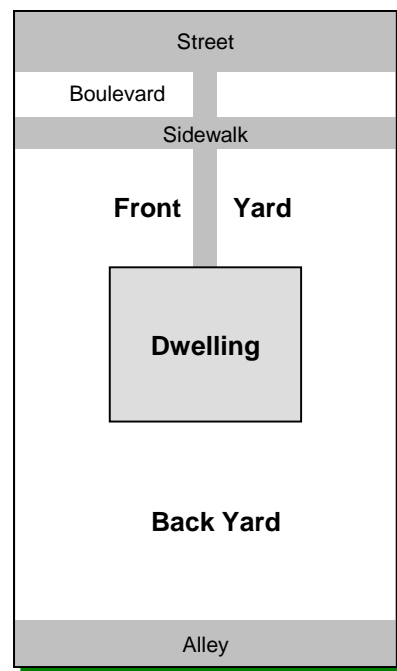 Street
Boulevard
Sidewalk
Front Yard
Dwelling
Back Yard
Alley